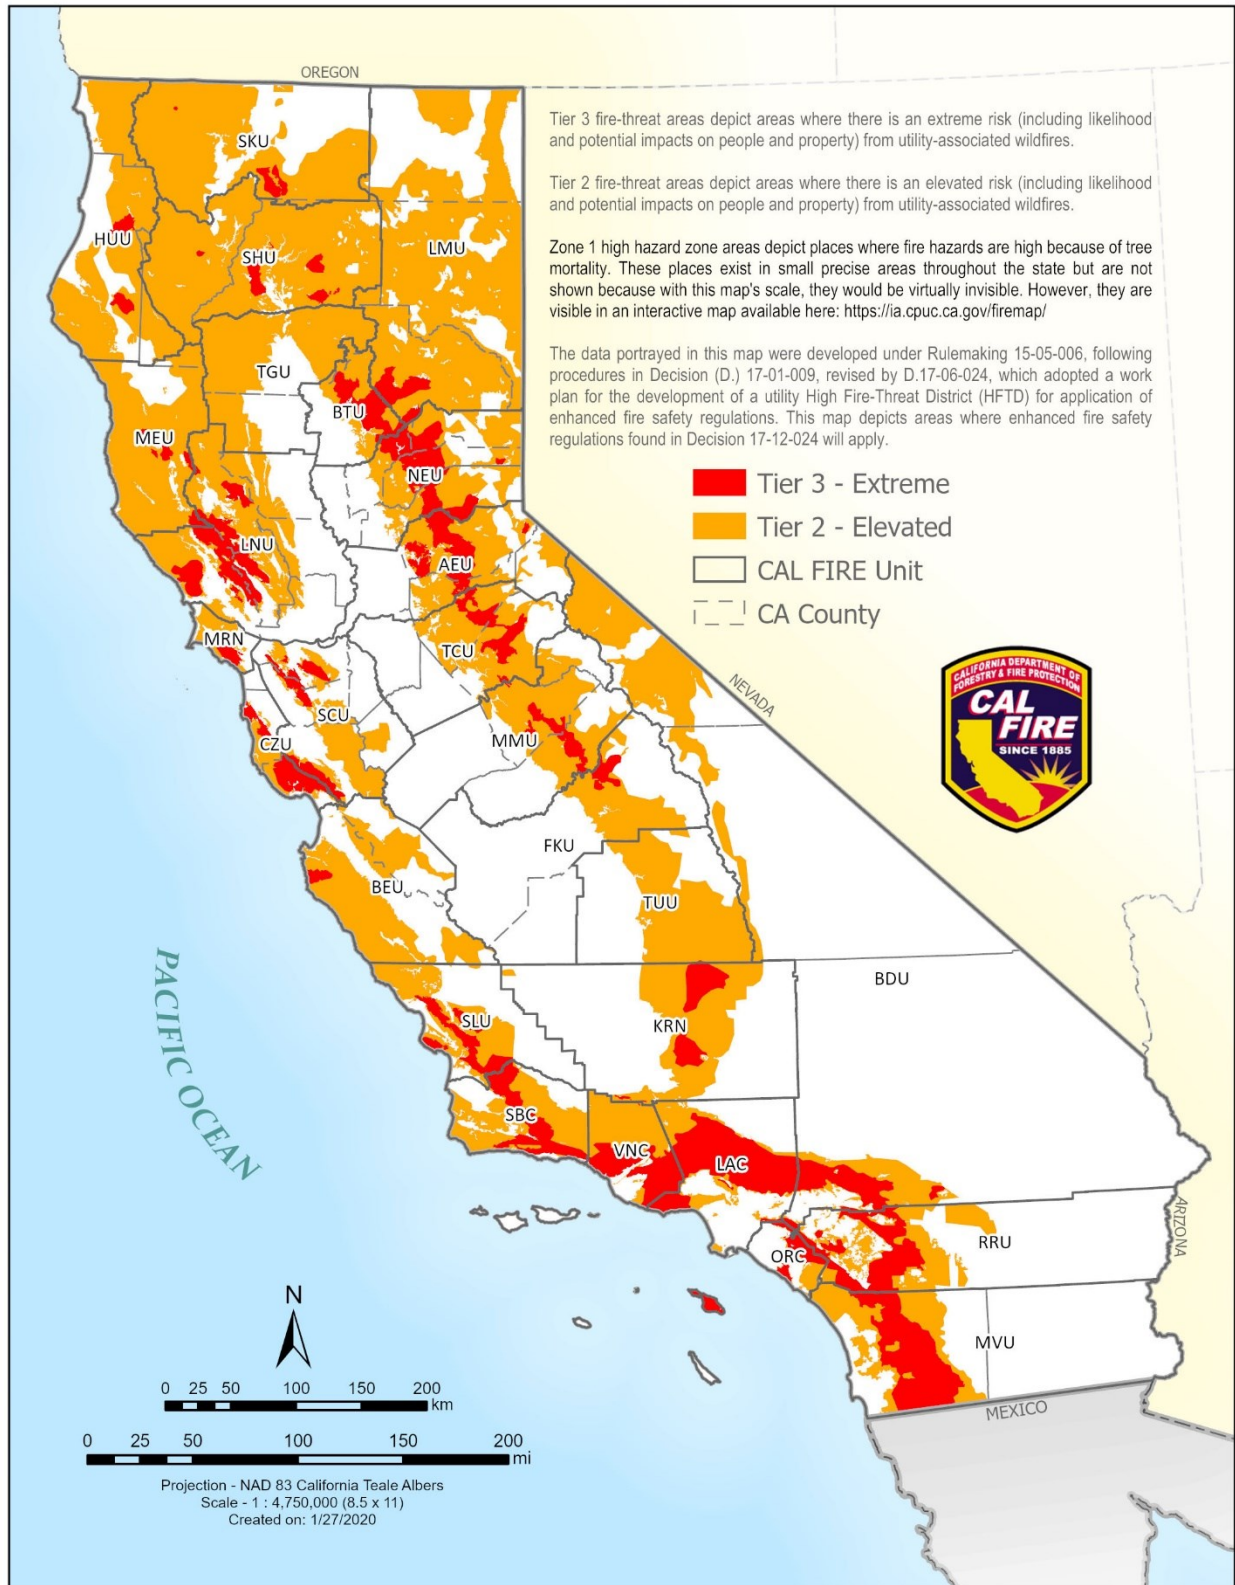 OREGON
Tier 3 fire-threat areas depict areas where there is an extreme risk (including likelihood
and potential impacts on people and property) from utility-associated wildfires.
Tier 2 fire-threat areas depict areas where there is an elevated risk (including likelihood
and potential impacts on people and property) from utility-associated wildfires.
Zone 1 high hazard zone areas depict places where fire hazards are high because of tree
mortality. These places exist in small precise areas throughout the state but are not
shown because with this map's scale, they would be virtually invisible. However, they are
visible in an interactive map available here: https://ia.cpuc.ca.gov/firemap/
The data portrayed in this map were developed under Rulemaking 15-05-006, following
procedures in Decision (D.) 17-01-009, revised by D.17-06-024, which adopted a work
plan for the development of a utility High Fire-Threat District (HFTD) for application of
enhanced fire safety regulations. This map depicts areas where enhanced fire safety
regulations found in Decision 17-12-024 will apply.
Tier 3 - Extreme
Tier 2 - Elevated
CAL FIRE Unit
CA County
CALIFORNIA DEPARTMENT OF
FORESTRY & FIRE PROTECTION
CAL
FIRE
SINCE 1885
SKU
HUU
SHU
LMU
TGU
BTU
MEU
NEU
LNU
AEU
MRN
TCU
NEVADA
SCU
CZU
MMU
FKU
BEU
TUU
PACIFIC OCEAN
BDU
SLU
KRN
SBC
VNC
LAC
ARIZONA
ORC
RRU
MVU
MEXICO
N
0 25 50 100 150 200
km
0 25 50 100 150 200
mi
Projection - NAD 83 California Teale Albers
Scale - 1 : 4,750,000 (8.5 x 11)
Created on: 1/27/2020